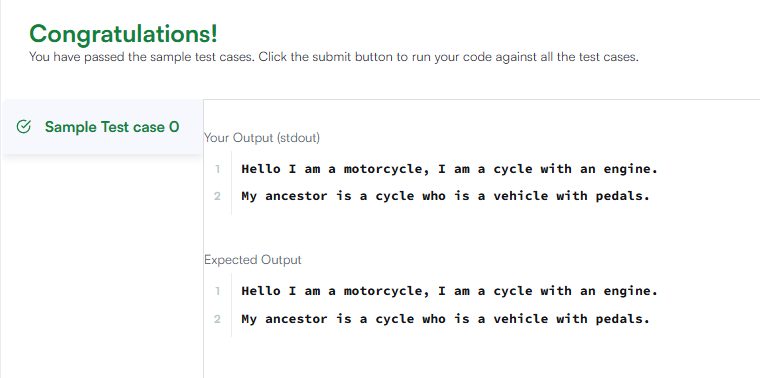 Congratulations!
You have passed the sample test cases. Click the submit button to run your code against all the test cases.
Sample Test case 0
Your Output (stdout)
1 Hello I am a motorcycle, I am a cycle with an engine.
2 My ancestor is a cycle who is a vehicle with pedals.
Expected Output
1 Hello I am a motorcycle, I am a cycle with an engine.
2 My ancestor is a cycle who is a vehicle with pedals.